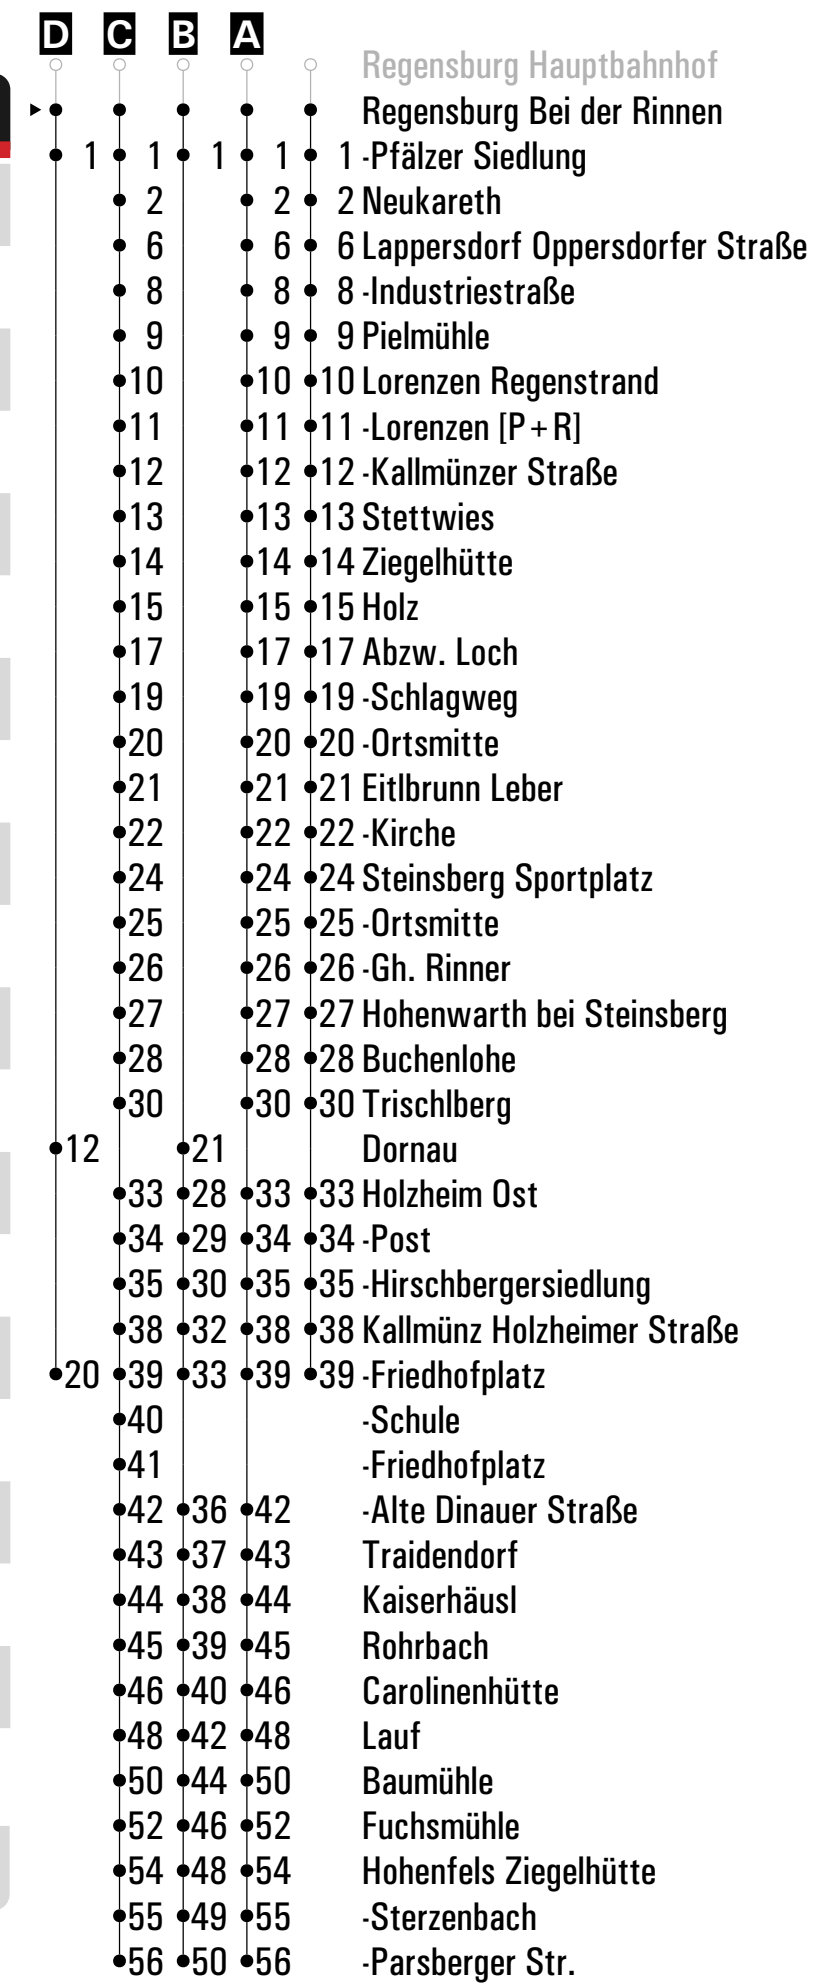 D C B A
Regensburg Hauptbahnhof
Regensburg Bei der Rinnen
1 1 1 1 -Pfälzer Siedlung
2 2 2 Neukareth
6 6 6 Lappersdorf Oppersdorfer Straße
8 8 8 -Industriestraße
9 9 9 Pielmühle
10 10 10 Lorenzen Regenstrand
11 11 11 -Lorenzen [P+R]
12 12 12 -Kallmünzer Straße
13 13 13 Stettwies
14 14 14 Ziegelhütte
15 15 15 Holz
17 17 17 Abzw. Loch
19 19 19 -Schlagweg
20 20 20 -Ortsmitte
21 21 21 Eitlbrunn Leber
22 22 22 -Kirche
24 24 24 Steinsberg Sportplatz
25 25 25 -Ortsmitte
26 26 26 -Gh. Rinner
27 27 27 Hohenwarth bei Steinsberg
28 28 28 Buchenlohe
30 30 30 Trischlberg
12 21 Dornau
33 28 33 33 Holzheim Ost
34 29 34 34 -Post
35 30 35 35 -Hirschbergersiedlung
38 32 38 38 Kallmünz Holzheimer Straße
20 39 33 39 39 -Friedhofplatz
40 -Schule
41 -Friedhofplatz
42 36 42 -Alte Dinauer Straße
43 37 43 Traidendorf
44 38 44 Kaiserhäusl
45 39 45 Rohrbach
46 40 46 Carolinenhütte
48 42 48 Lauf
50 44 50 Baumühle
52 46 52 Fuchsmühle
54 48 54 Hohenfels Ziegelhütte
55 49 55 -Sterzenbach
56 50 56 -Parsberger Str.